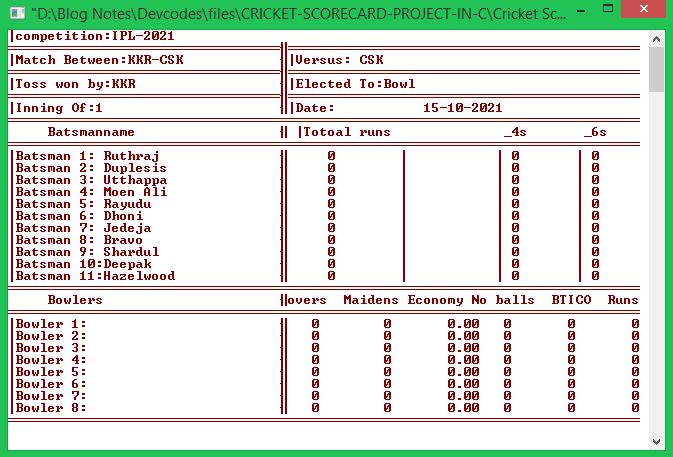 "D:\Blog Notes\Devcodes\files\CRICKET-SCORECARD-PROJECT-IN-C\Cricket Sc...
|competition:IPL-2021
|Match Between:KKR-CSK |Versus: CSK
|Toss won by:KKR |Elected To:Bowl
|Inning Of:1 |Date: 15-10-2021
Batsmanname |Totoal runs _4s _6s
|Batsman 1: Ruthraj 0 0 0
|Batsman 2: Duplesis 0 0 0
|Batsman 3: Utthappa 0 0 0
|Batsman 4: Moen Ali 0 0 0
|Batsman 5: Rayudu 0 0 0
|Batsman 6: Dhoni 0 0 0
|Batsman 7: Jedeja 0 0 0
|Batsman 8: Bravo 0 0 0
|Batsman 9: Shardul 0 0 0
|Batsman 10:Deepak 0 0 0
|Batsman 11:Hazelwood 0 0 0
Bowlers overs Maidens Economy No balls BTICO Runs
|Bowler 1: 0 0 0.00 0 0 0
|Bowler 2: 0 0 0.00 0 0 0
|Bowler 3: 0 0 0.00 0 0 0
|Bowler 4: 0 0 0.00 0 0 0
|Bowler 5: 0 0 0.00 0 0 0
|Bowler 6: 0 0 0.00 0 0 0
|Bowler 7: 0 0 0.00 0 0 0
|Bowler 8: 0 0 0.00 0 0 0